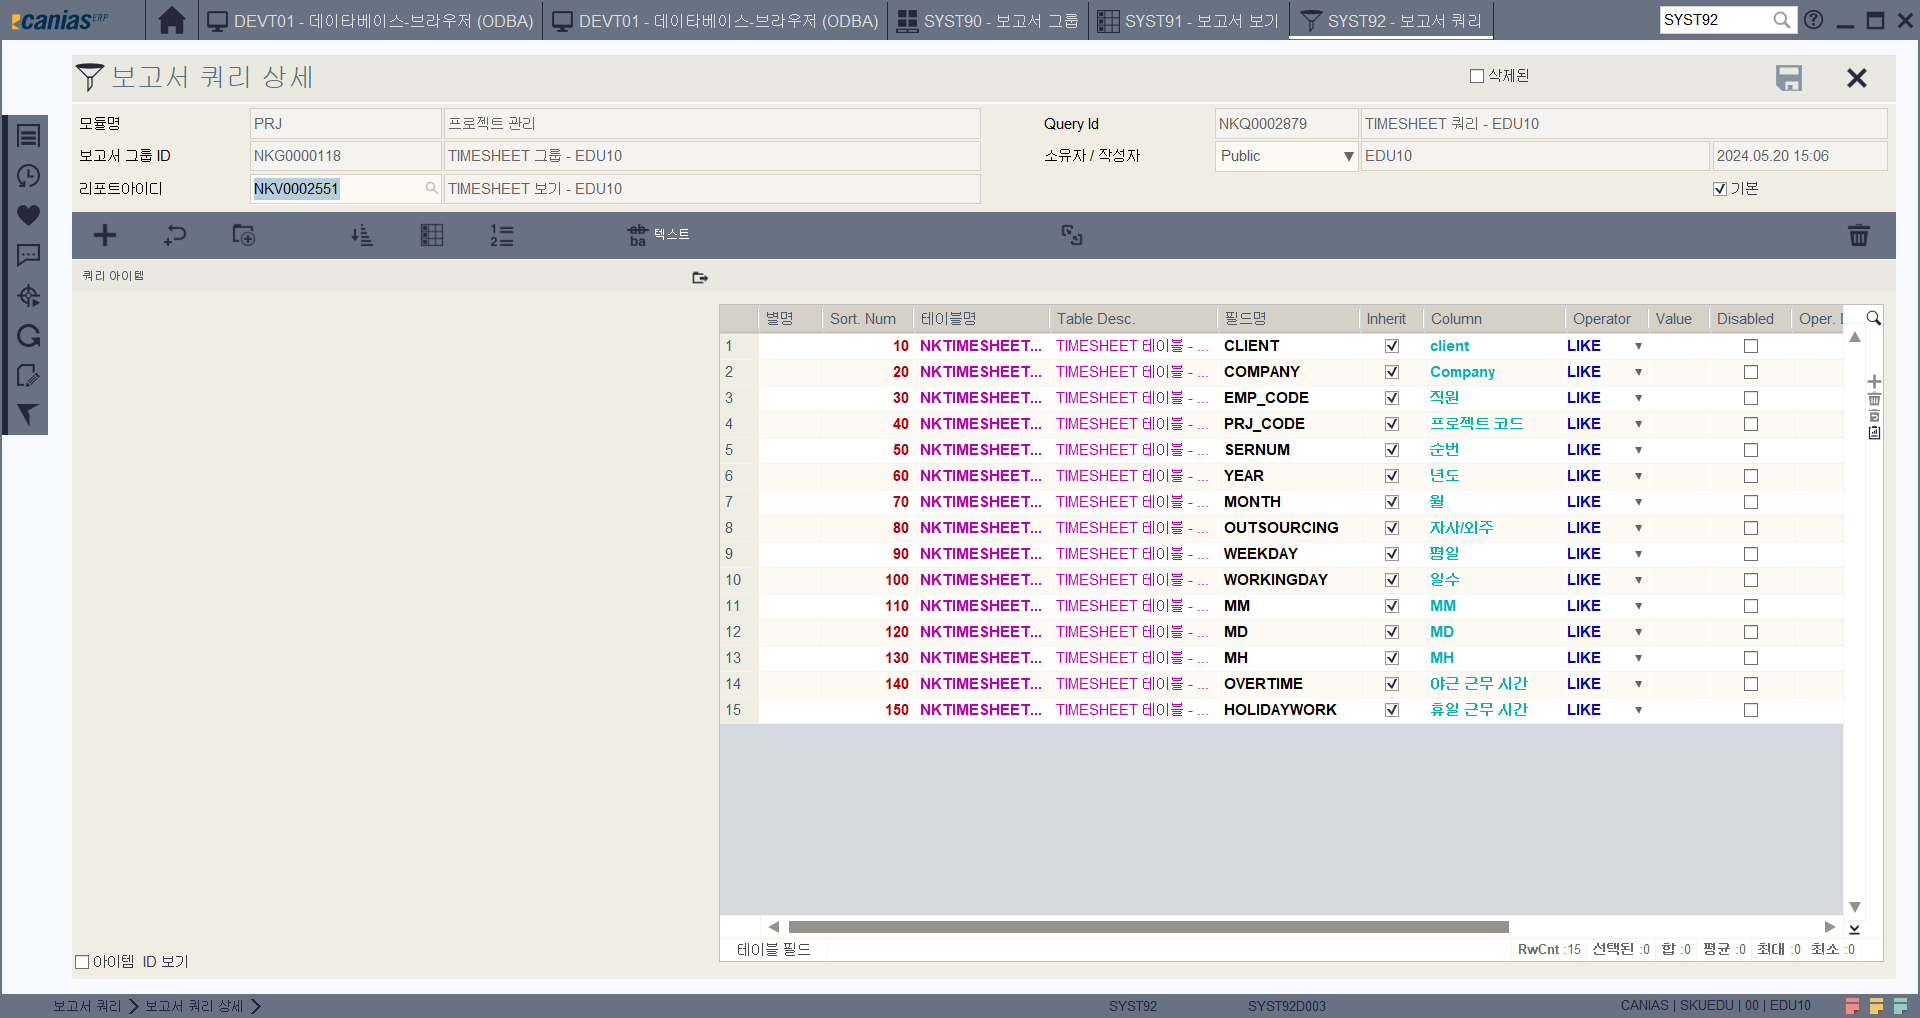 caniasERP DEVT01 - 데이타베이스-브라우저 (ODBA) DEVT01 - 데이타베이스-브라우저 (ODBA) SYST90 - 보고서 그룹 SYST91 - 보고서 보기 SYST92 - 보고서 쿼리 SYST92
보고서 쿼리 상세 삭제된
모듈명 PRJ 프로젝트 관리 Query Id NKQ0002879 TIMESHEET 쿼리 - EDU10
보고서 그룹 ID NKG0000118 TIMESHEET 그룹 - EDU10 소유자 / 작성자 Public EDU10 2024.05.20 15:06
리포트아이디 NKV0002551 TIMESHEET 보기 - EDU10 기본
ab ba 텍스트
쿼리 아이템
별명 Sort. Num 테이블명 Table Desc. 필드명 Inherit Column Operator Value Disabled Oper.
1 10 NKTIMESHEET... TIMESHEET 테이블 - ... CLIENT client LIKE
2 20 NKTIMESHEET... TIMESHEET 테이블 - ... COMPANY Company LIKE
3 30 NKTIMESHEET... TIMESHEET 테이블 - ... EMP_CODE 직원 LIKE
4 40 NKTIMESHEET... TIMESHEET 테이블 - ... PRJ_CODE 프로젝트 코드 LIKE
5 50 NKTIMESHEET... TIMESHEET 테이블 - ... SERNUM 순번 LIKE
6 60 NKTIMESHEET... TIMESHEET 테이블 - ... YEAR 년도 LIKE
7 70 NKTIMESHEET... TIMESHEET 테이블 - ... MONTH 월 LIKE
8 80 NKTIMESHEET... TIMESHEET 테이블 - ... OUTSOURCING 자사/외주 LIKE
9 90 NKTIMESHEET... TIMESHEET 테이블 - ... WEEKDAY 평일 LIKE
10 100 NKTIMESHEET... TIMESHEET 테이블 - ... WORKINGDAY 일수 LIKE
11 110 NKTIMESHEET... TIMESHEET 테이블 - ... MM MM LIKE
12 120 NKTIMESHEET... TIMESHEET 테이블 - ... MD MD LIKE
13 130 NKTIMESHEET... TIMESHEET 테이블 - ... MH MH LIKE
14 140 NKTIMESHEET... TIMESHEET 테이블 - ... OVERTIME 야근 근무 시간 LIKE
15 150 NKTIMESHEET... TIMESHEET 테이블 - ... HOLIDAYWORK 휴일 근무 시간 LIKE
테이블 필드 RwCnt :15 선택된 :0 합 :0 평균 :0 최대 :0 최소 :0
아이템 ID 보기
보고서 쿼리 보고서 쿼리 상세 SYST92 SYST92D003 CANIAS | SKUEDU | 00 | EDU10